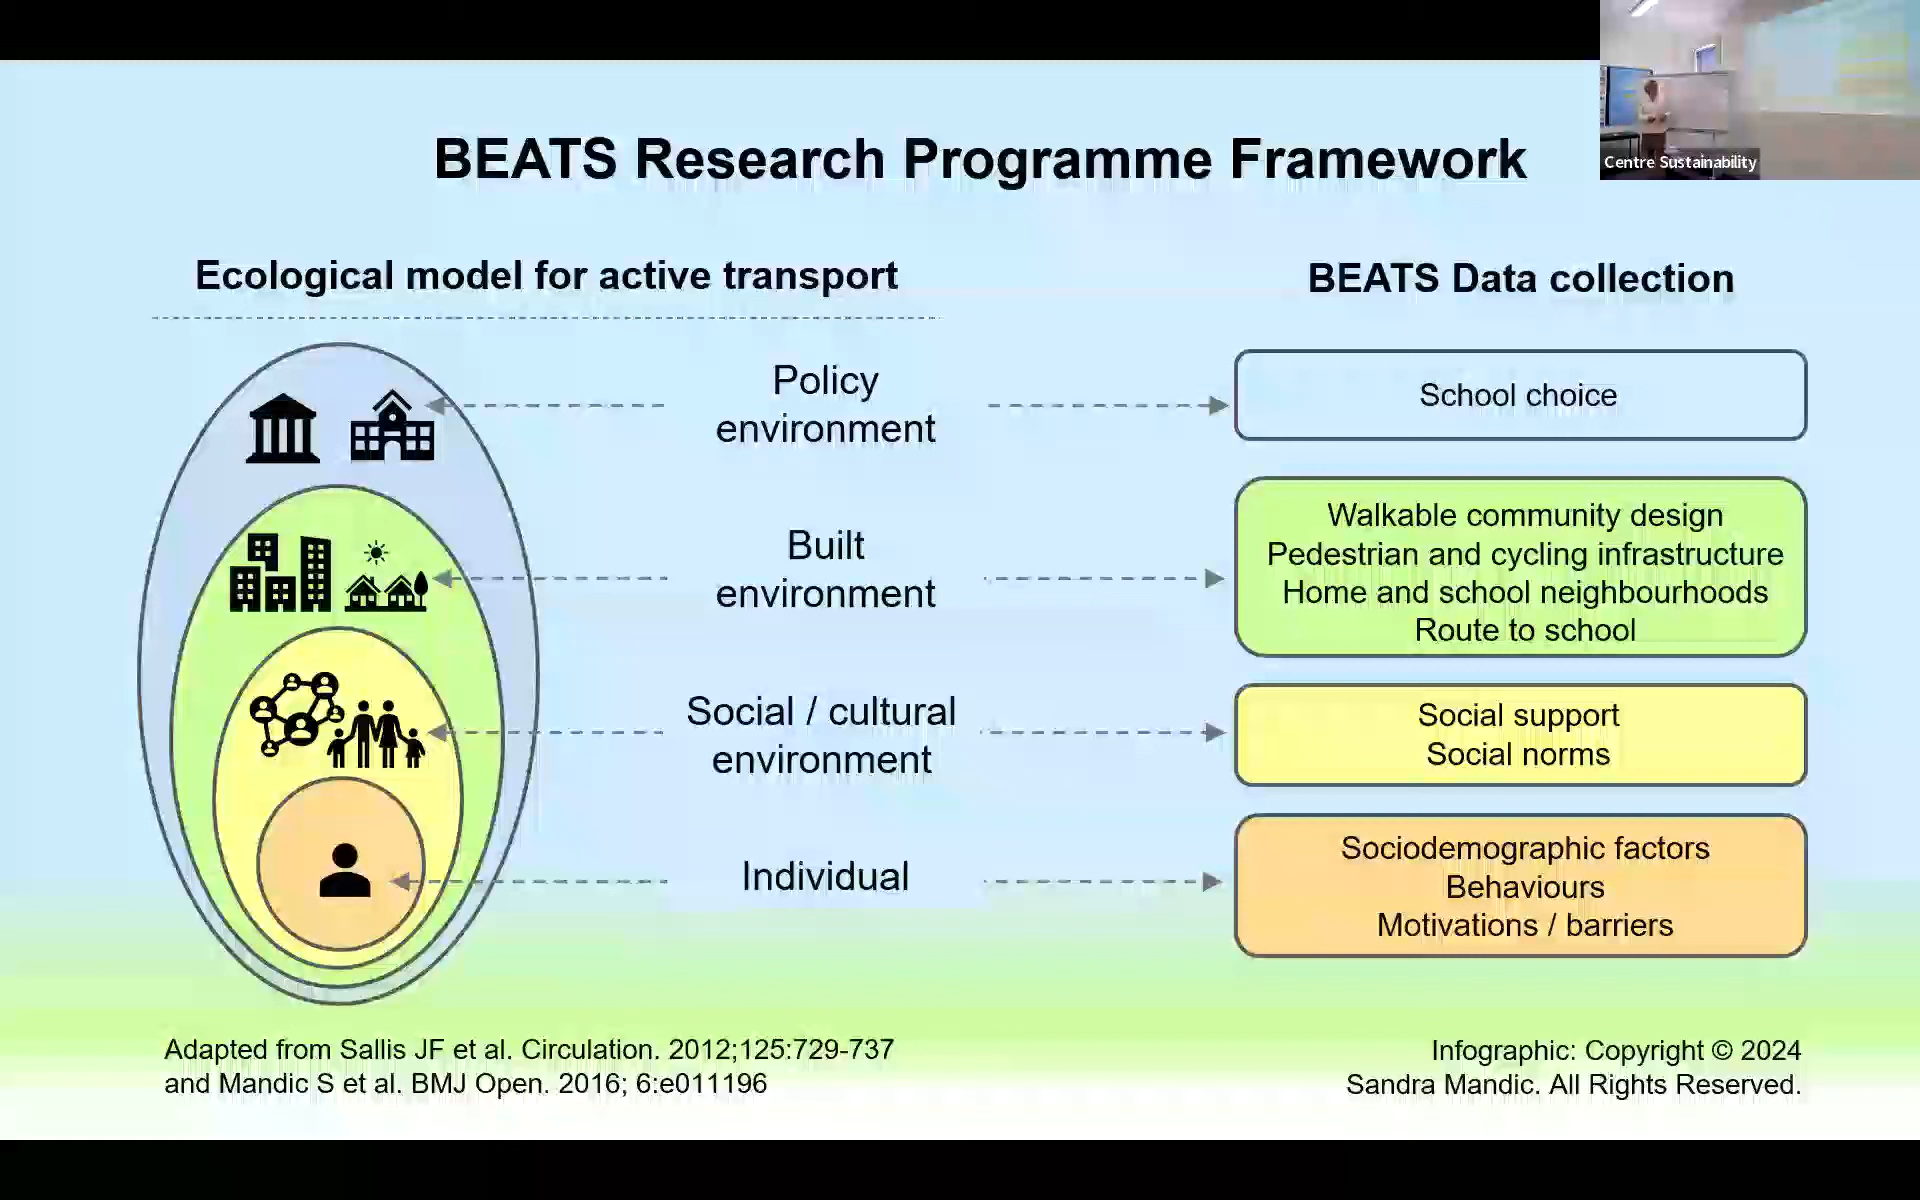 Centre Sustainability
BEATS Research Programme Framework
Ecological model for active transport
BEATS Data collection
Policy
environment
School choice
Built
environment
Walkable community design
Pedestrian and cycling infrastructure
Home and school neighbourhoods
Route to school
Social / cultural
environment
Social support
Social norms
Individual
Sociodemographic factors
Behaviours
Motivations / barriers
Adapted from Sallis JF et al. Circulation. 2012;125:729-737
and Mandic S et al. BMJ Open. 2016; 6:e011196
Infographic: Copyright © 2024
Sandra Mandic. All Rights Reserved.